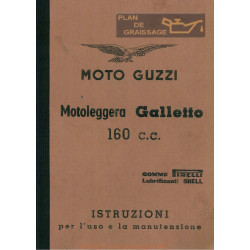 PLAN
DE
GRAISSAGE
MOTO GUZZI
Motoleggera Galletto
160 c.c.
GOMME PIRELLI
Lubrificanti SHELL
ISTRUZIONI
per l'uso e la manutenzione